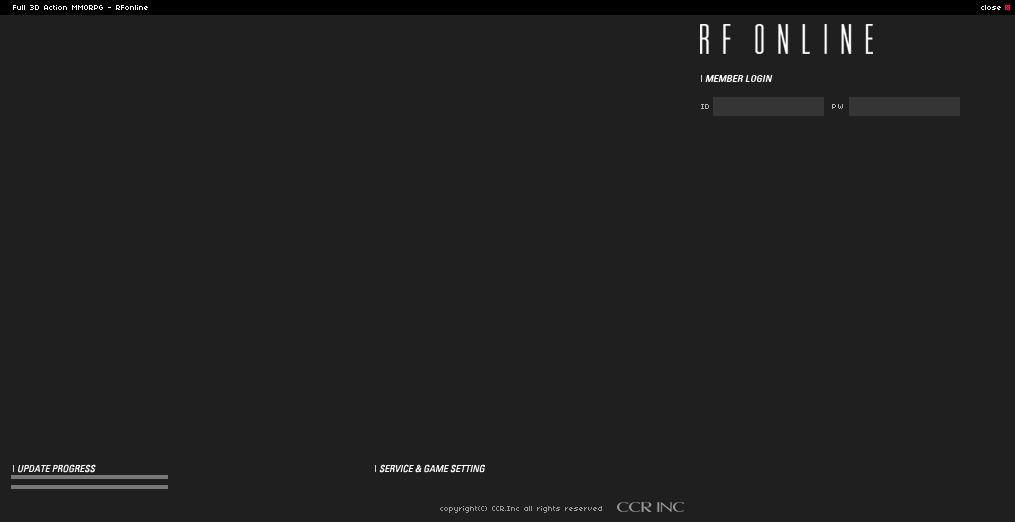 Full 3D Action MMORPG - RFonline
close
RF ONLINE
MEMBER LOGIN
ID
PW
UPDATE PROGRESS
SERVICE & GAME SETTING
copyright(C) CCR.Inc all rights reserved
CCR INC